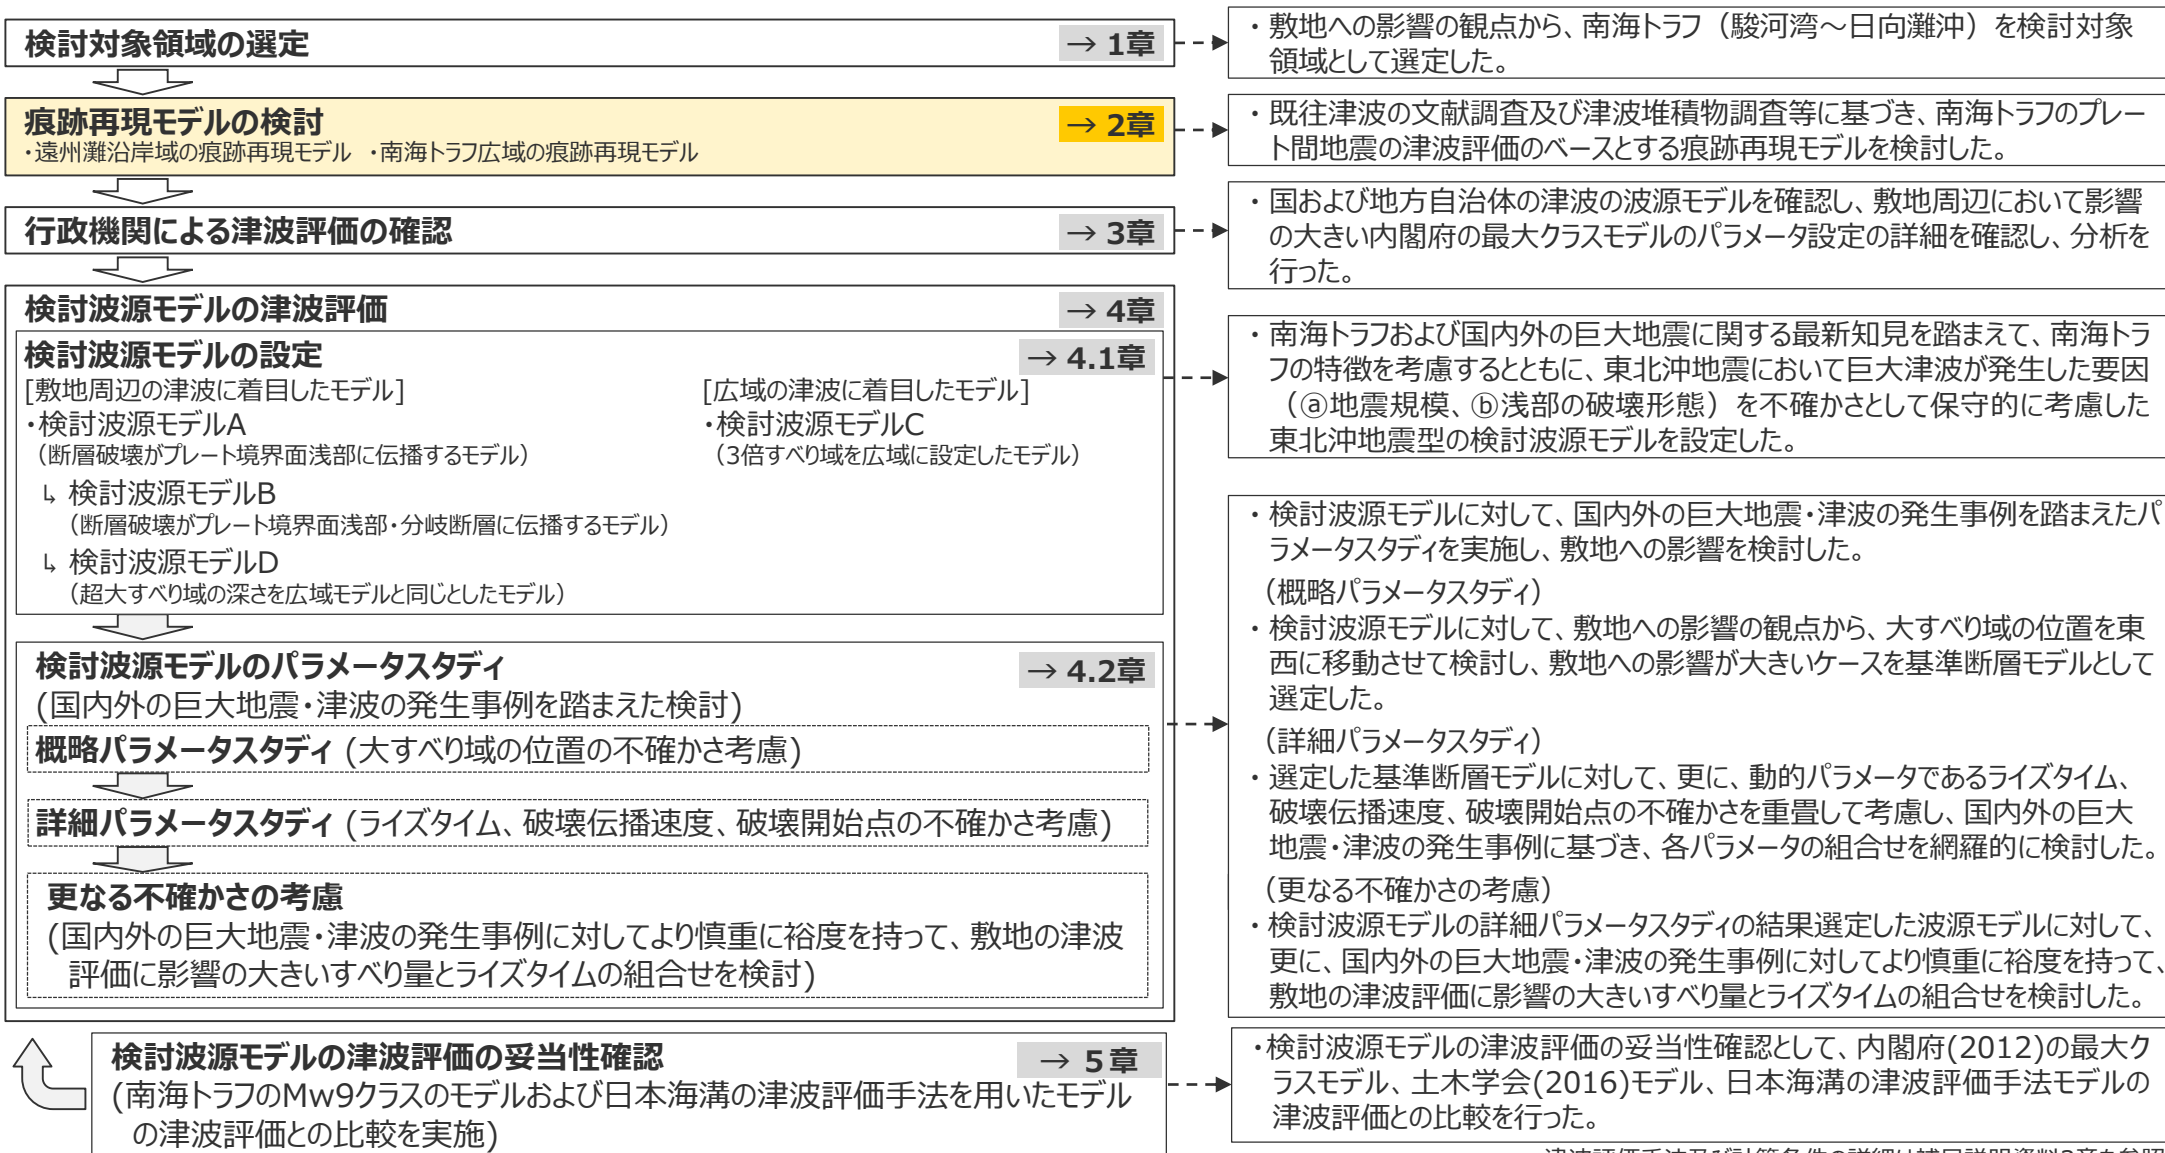 検討対象領域の選定 → 1章
・敷地への影響の観点から、南海トラフ（駿河湾～日向灘沖）を検討対象
領域として選定した。
痕跡再現モデルの検討 → 2章
・遠州灘沿岸域の痕跡再現モデル ・南海トラフ広域の痕跡再現モデル
・既往津波の文献調査及び津波堆積物調査等に基づき、南海トラフのプレー
ト間地震の津波評価のベースとする痕跡再現モデルを検討した。
行政機関による津波評価の確認 → 3章
・国および地方自治体の津波の波源モデルを確認し、敷地周辺において影響
の大きい内閣府の最大クラスモデルのパラメータ設定の詳細を確認し、分析を
行った。
検討波源モデルの津波評価 → 4章
検討波源モデルの設定 → 4.1章
[敷地周辺の津波に着目したモデル]
・検討波源モデルA
（断層破壊がプレート境界面浅部に伝播するモデル）
↳ 検討波源モデルB
（断層破壊がプレート境界面浅部・分岐断層に伝播するモデル）
↳ 検討波源モデルD
（超大すべり域の深さを広域モデルと同じとしたモデル）
[広域の津波に着目したモデル]
・検討波源モデルC
（3倍すべり域を広域に設定したモデル）
・南海トラフおよび国内外の巨大地震に関する最新知見を踏まえて、南海トラ
フの特徴を考慮するとともに、東北沖地震において巨大津波が発生した要因
（ⓐ地震規模、ⓑ浅部の破壊形態）を不確かさとして保守的に考慮した
東北沖地震型の検討波源モデルを設定した。
検討波源モデルのパラメータスタディ → 4.2章
(国内外の巨大地震・津波の発生事例を踏まえた検討)
概略パラメータスタディ (大すべり域の位置の不確かさ考慮)
詳細パラメータスタディ (ライズタイム、破壊伝播速度、破壊開始点の不確かさ考慮)
更なる不確かさの考慮
(国内外の巨大地震・津波の発生事例に対してより慎重に裕度を持って、敷地の津波
評価に影響の大きいすべり量とライズタイムの組合せを検討)
・検討波源モデルに対して、国内外の巨大地震・津波の発生事例を踏まえたパ
ラメータスタディを実施し、敷地への影響を検討した。
（概略パラメータスタディ）
・検討波源モデルに対して、敷地への影響の観点から、大すべり域の位置を東
西に移動させて検討し、敷地への影響が大きいケースを基準断層モデルとして
選定した。
（詳細パラメータスタディ）
・選定した基準断層モデルに対して、更に、動的パラメータであるライズタイム、
破壊伝播速度、破壊開始点の不確かさを重畳して考慮し、国内外の巨大
地震・津波の発生事例に基づき、各パラメータの組合せを網羅的に検討した。
（更なる不確かさの考慮）
・検討波源モデルの詳細パラメータスタディの結果選定した波源モデルに対して、
更に、国内外の巨大地震・津波の発生事例に対してより慎重に裕度を持って、
敷地の津波評価に影響の大きいすべり量とライズタイムの組合せを検討した。
検討波源モデルの津波評価の妥当性確認 → 5章
(南海トラフのMw9クラスのモデルおよび日本海溝の津波評価手法を用いたモデル
の津波評価との比較を実施)
・検討波源モデルの津波評価の妥当性確認として、内閣府(2012)の最大ク
ラスモデル、土木学会(2016)モデル、日本海溝の津波評価手法モデルの
津波評価との比較を行った。